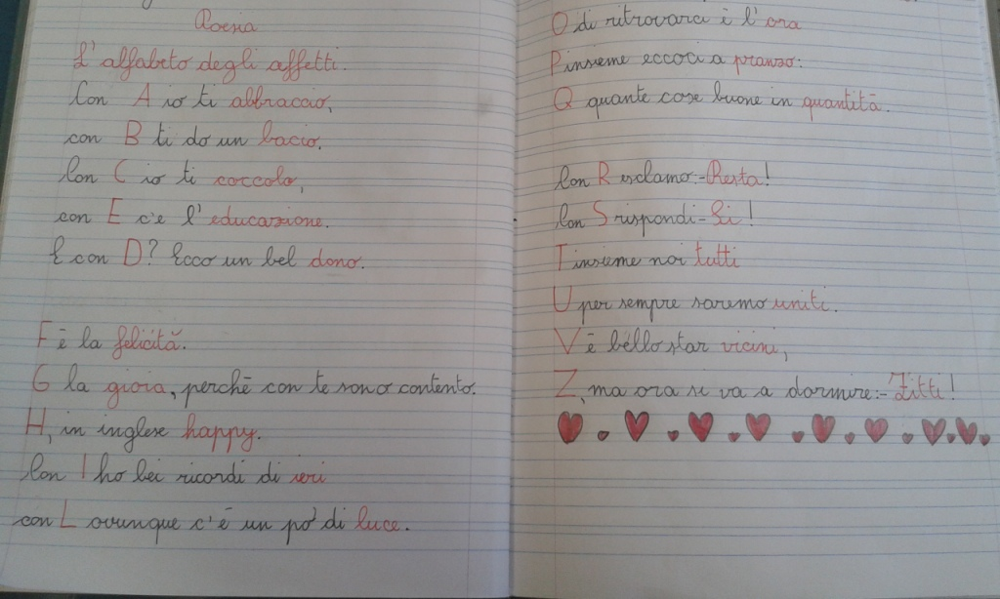 Poesia
L'alfabeto degli affetti.
Con A io ti abbraccio,
con B ti do un bacio.
Con C io ti coccolo,
con E c'e l'educazione.
E con D? Ecco un bel dono.
F è la felicità.
G la gioia, perchè con te sono contento.
H, in inglese happy.
Con I ho bei ricordi di ieri
con L ovunque c'è un po' di luce.
O di ritrovarci è l'ora
P insieme eccoci a pranzo:
Q quante cose buone in quantità.
Con R esclamo:-Resta!
Con S rispondi-Si!
T insieme noi tutti
U per sempre saremo uniti.
V è bello star vicini,
Z, ma ora si va a dormire:-Zitti!